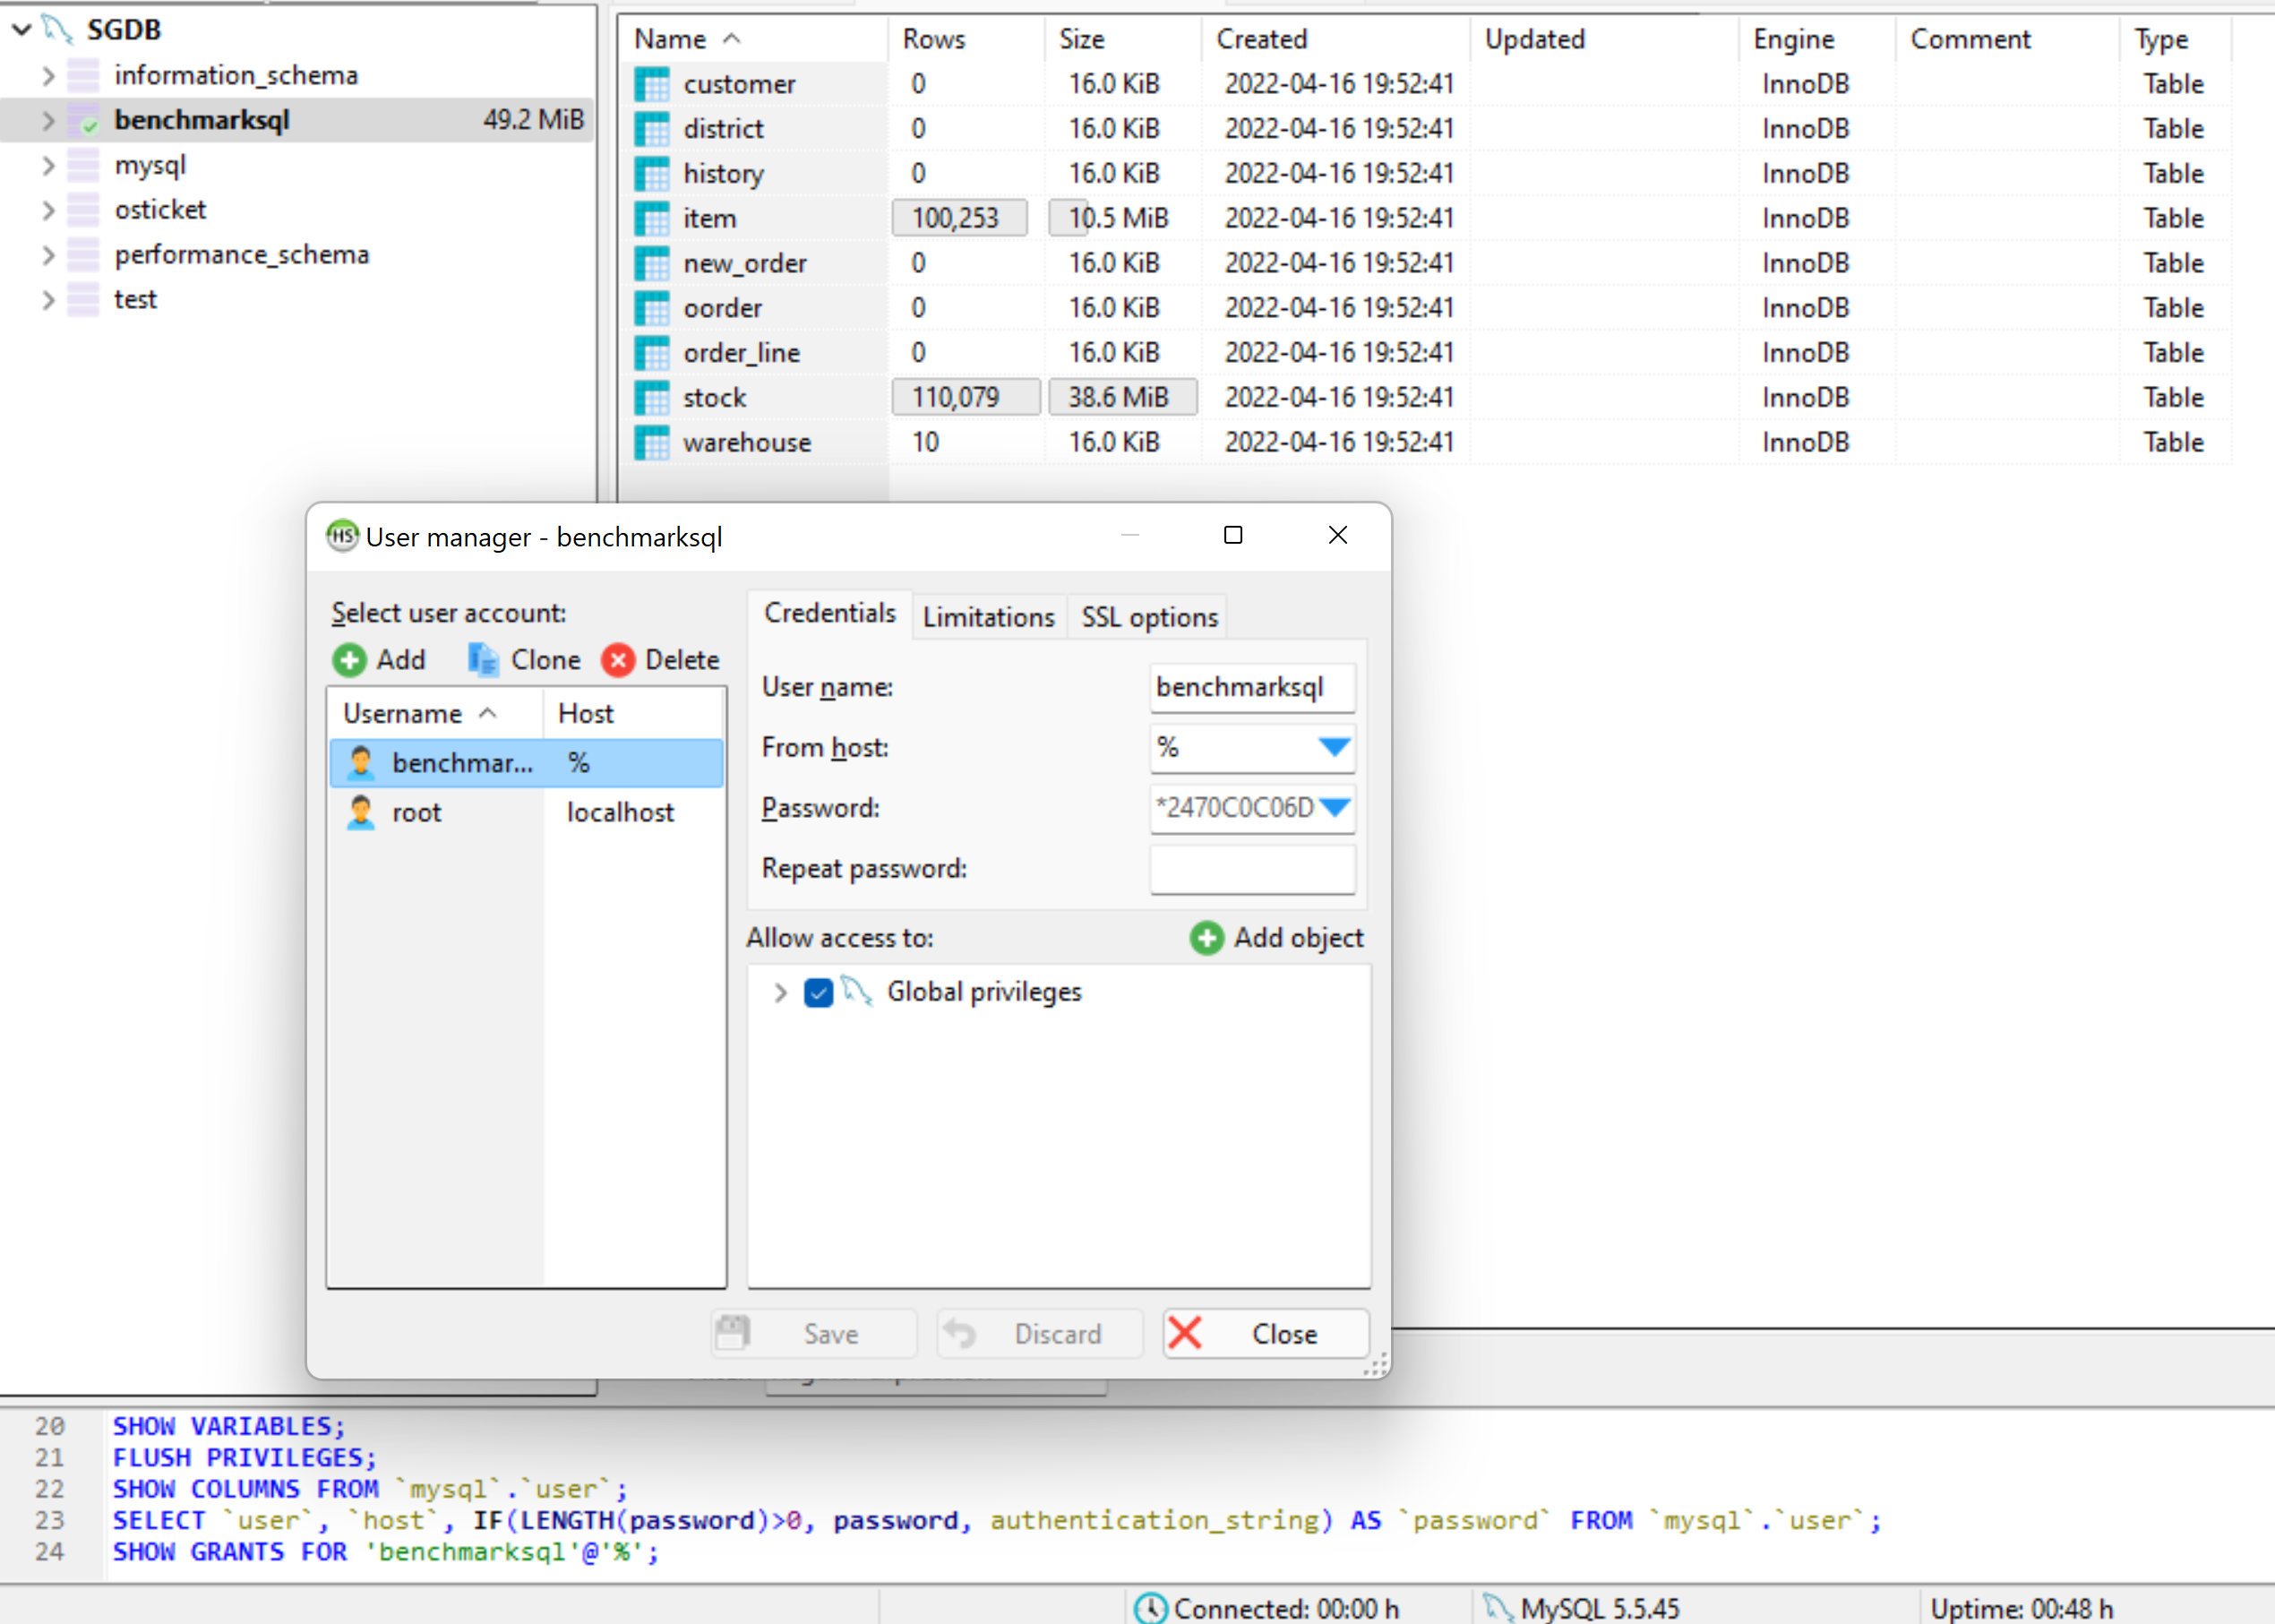 SGDB
information_schema
benchmarksql 49.2 MiB
mysql
osticket
performance_schema
test
Name Rows Size Created Updated Engine Comment Type
customer 0 16.0 KiB 2022-04-16 19:52:41 InnoDB Table
district 0 16.0 KiB 2022-04-16 19:52:41 InnoDB Table
history 0 16.0 KiB 2022-04-16 19:52:41 InnoDB Table
item 100,253 10.5 MiB 2022-04-16 19:52:41 InnoDB Table
new_order 0 16.0 KiB 2022-04-16 19:52:41 InnoDB Table
oorder 0 16.0 KiB 2022-04-16 19:52:41 InnoDB Table
order_line 0 16.0 KiB 2022-04-16 19:52:41 InnoDB Table
stock 110,079 38.6 MiB 2022-04-16 19:52:41 InnoDB Table
warehouse 10 16.0 KiB 2022-04-16 19:52:41 InnoDB Table
HS User manager - benchmarksql
Select user account:
Add Clone Delete
Username Host
benchmar... %
root localhost
Credentials Limitations SSL options
User name: benchmarksql
From host: %
Password: *2470C0C06D
Repeat password:
Allow access to: Add object
Global privileges
Save Discard Close
20 SHOW VARIABLES;
21 FLUSH PRIVILEGES;
22 SHOW COLUMNS FROM `mysql`.`user`;
23 SELECT `user`, `host`, IF(LENGTH(password)>0, password, authentication_string) AS `password` FROM `mysql`.`user`;
24 SHOW GRANTS FOR 'benchmarksql'@'%';
Connected: 00:00 h MySQL 5.5.45 Uptime: 00:48 h